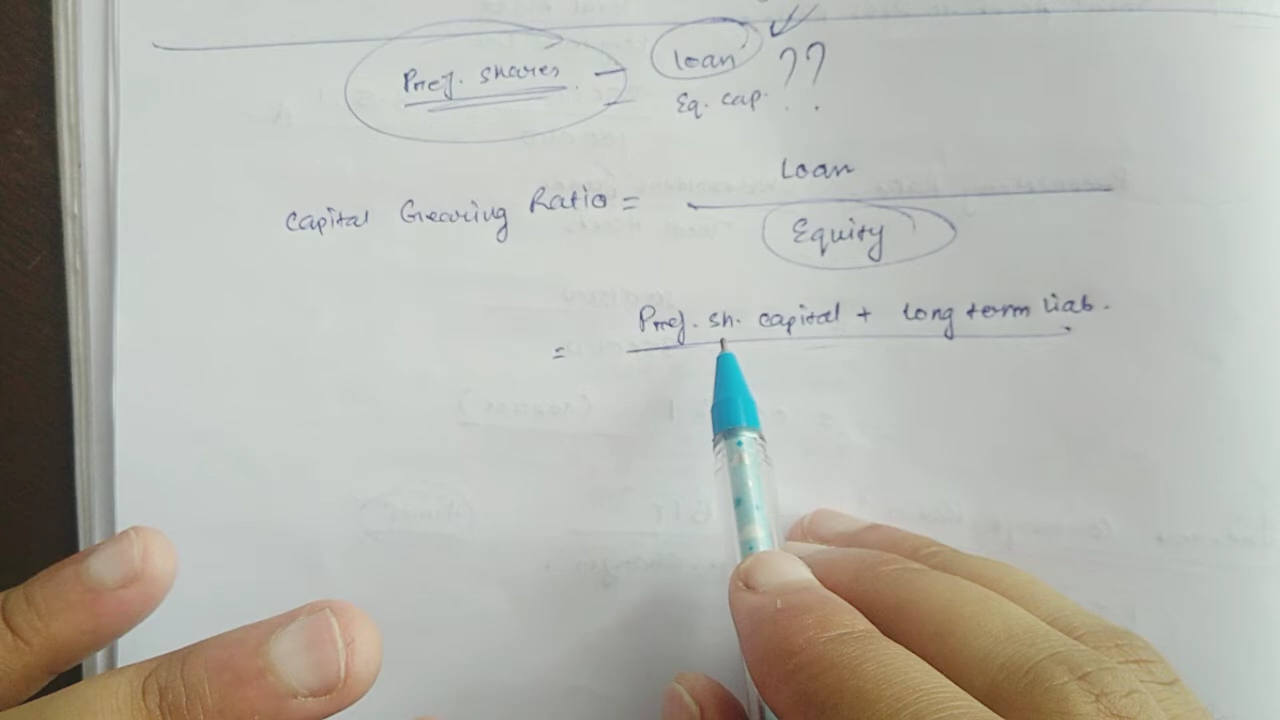 Pref. shares - loan ??
Eq. cap.
Capital Gearing Ratio = Loan
Equity
= Pref. sh. capital + long term liab.